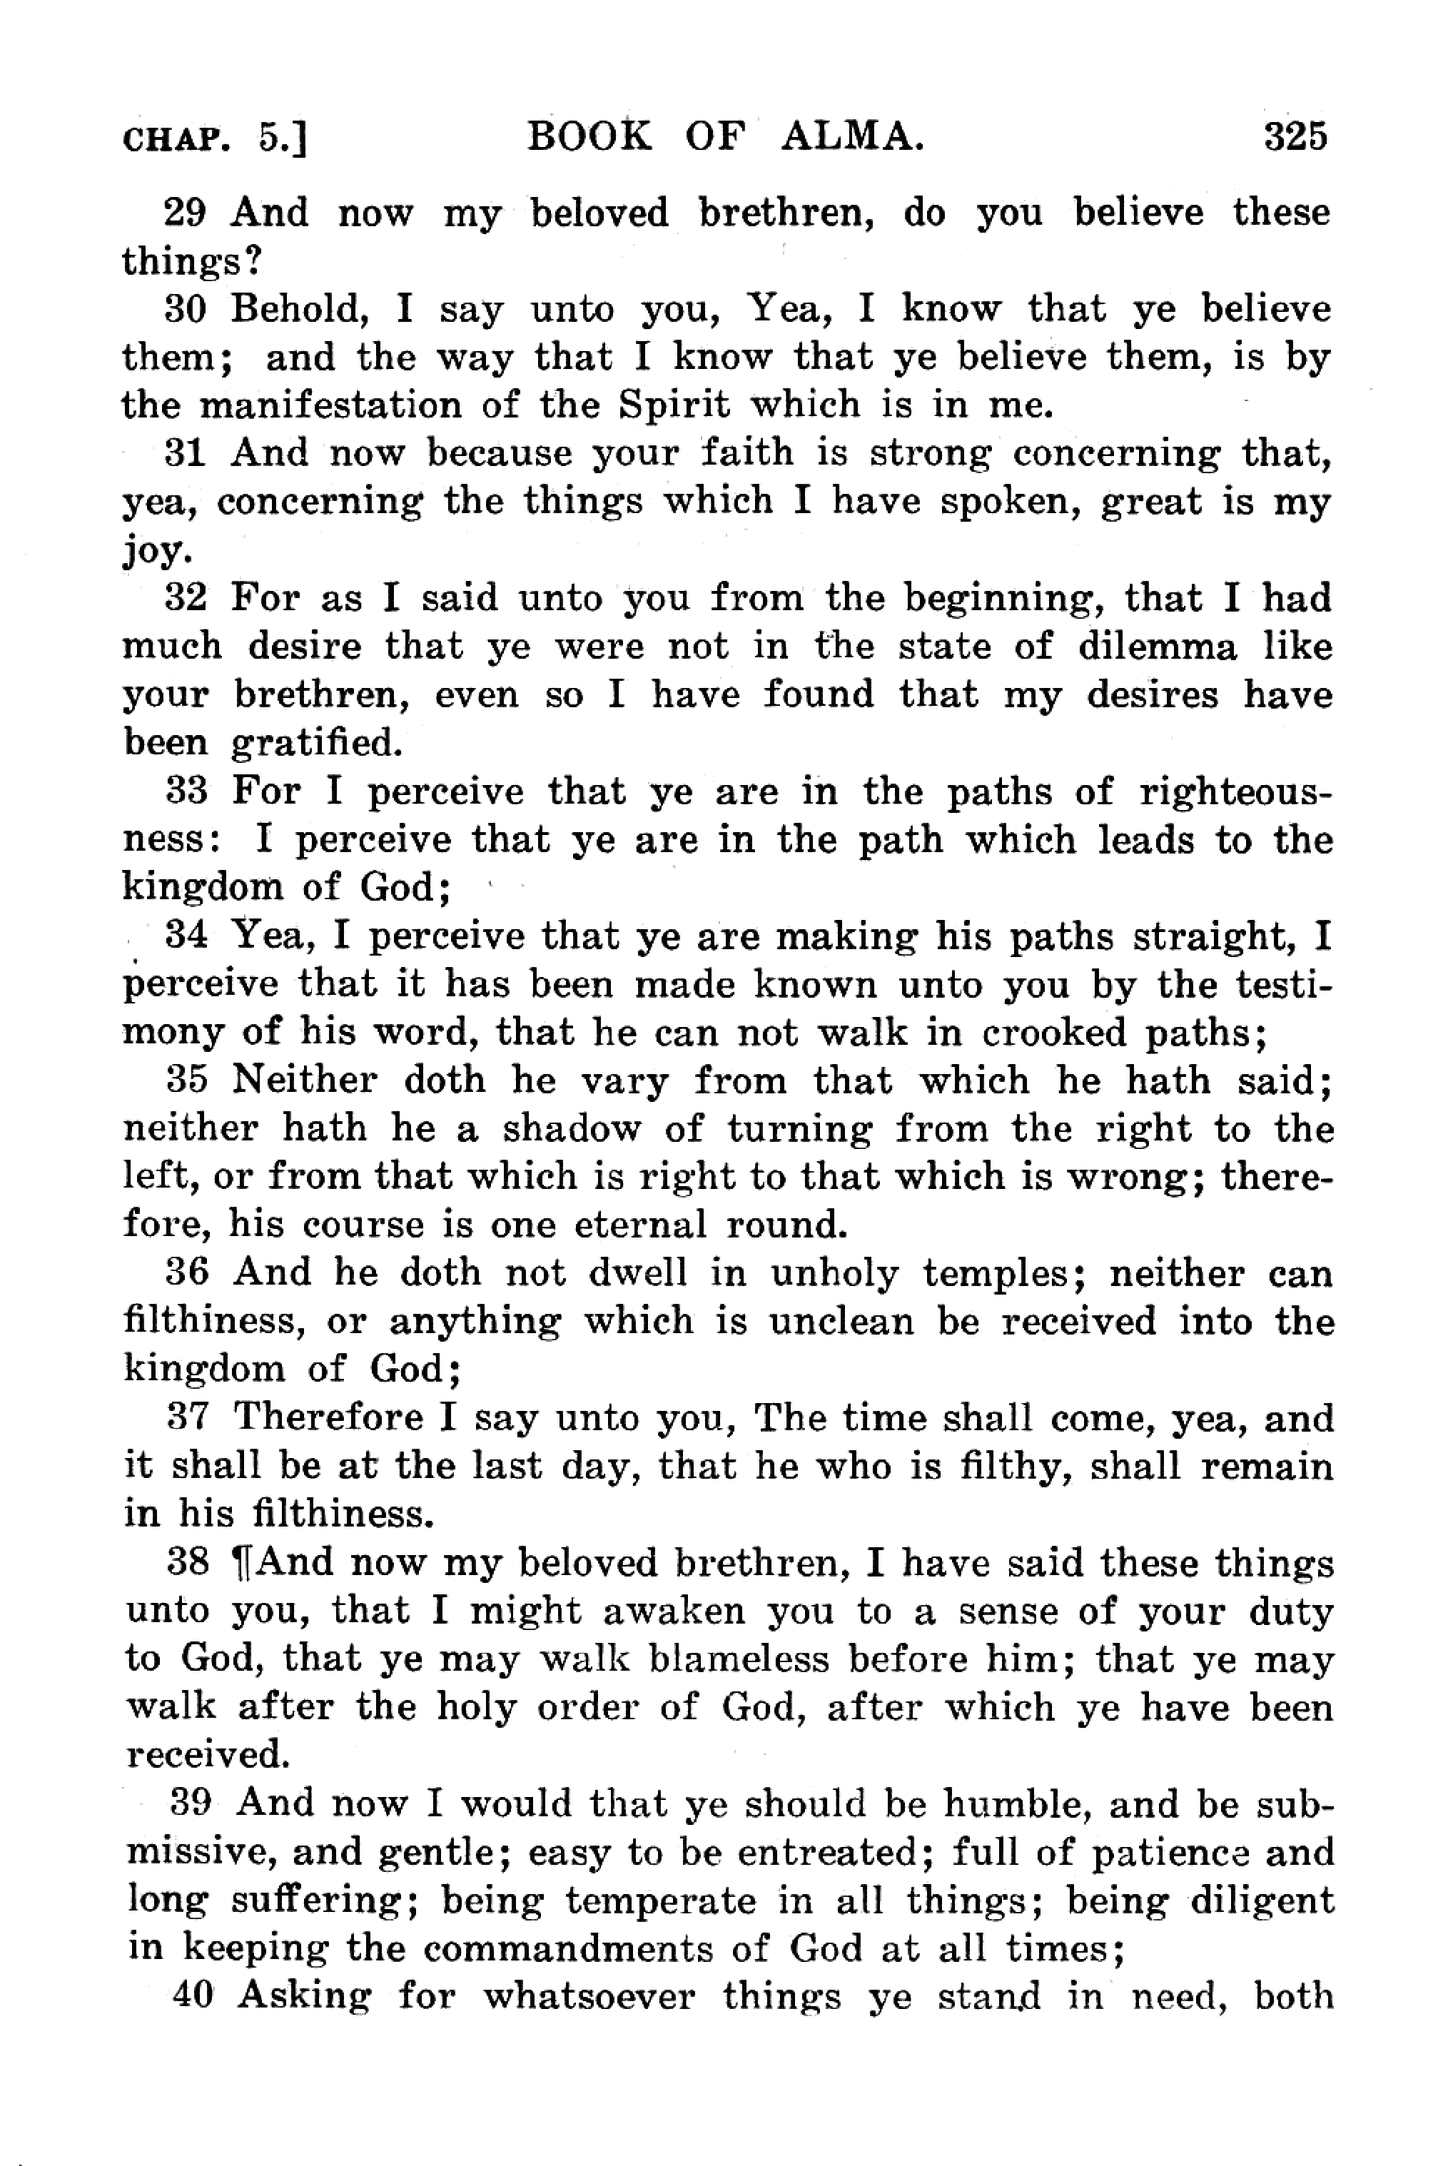 CHAP. 5.] BOOK OF ALMA. 325
29 And now my beloved brethren, do you believe these
things?
30 Behold, I say unto you, Yea, I know that ye believe
them; and the way that I know that ye believe them, is by
the manifestation of the Spirit which is in me.
31 And now because your faith is strong concerning that,
yea, concerning the things which I have spoken, great is my
joy.
32 For as I said unto you from the beginning, that I had
much desire that ye were not in the state of dilemma like
your brethren, even so I have found that my desires have
been gratified.
33 For I perceive that ye are in the paths of righteous-
ness: I perceive that ye are in the path which leads to the
kingdom of God;
34 Yea, I perceive that ye are making his paths straight, I
perceive that it has been made known unto you by the testi-
mony of his word, that he can not walk in crooked paths;
35 Neither doth he vary from that which he hath said;
neither hath he a shadow of turning from the right to the
left, or from that which is right to that which is wrong; there-
fore, his course is one eternal round.
36 And he doth not dwell in unholy temples; neither can
filthiness, or anything which is unclean be received into the
kingdom of God;
37 Therefore I say unto you, The time shall come, yea, and
it shall be at the last day, that he who is filthy, shall remain
in his filthiness.
38 ¶And now my beloved brethren, I have said these things
unto you, that I might awaken you to a sense of your duty
to God, that ye may walk blameless before him; that ye may
walk after the holy order of God, after which ye have been
received.
39 And now I would that ye should be humble, and be sub-
missive, and gentle; easy to be entreated; full of patience and
long suffering; being temperate in all things; being diligent
in keeping the commandments of God at all times;
40 Asking for whatsoever things ye stand in need, both